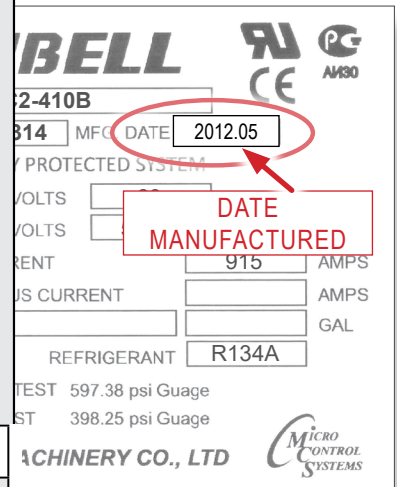 BELL
CE
АИ30
C2-410B
314 MFG DATE 2012.05
PROTECTED SYSTEM
VOLTS
VOLTS
DATE
MANUFACTURED
RENT 915 AMPS
US CURRENT AMPS
GAL
REFRIGERANT R134A
TEST 597.38 psi Guage
ST 398.25 psi Guage
ACHINERY CO., LTD
MICRO
CONTROL
SYSTEMS